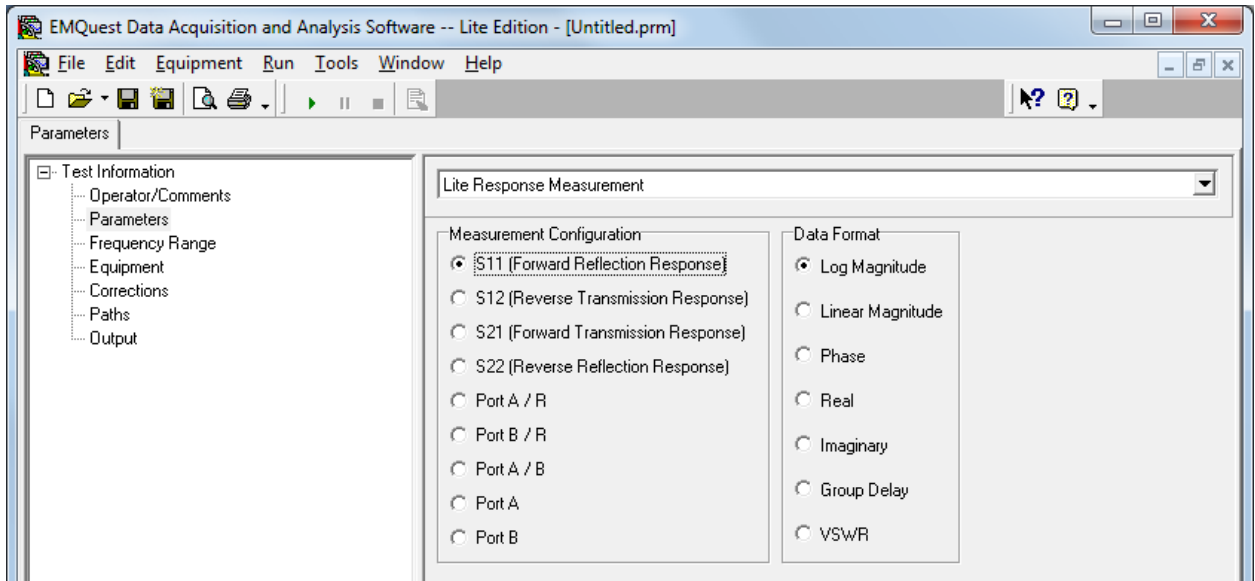 EMQuest Data Acquisition and Analysis Software -- Lite Edition - [Untitled.prm]
File Edit Equipment Run Tools Window Help
Parameters
Test Information
Operator/Comments
Parameters
Frequency Range
Equipment
Corrections
Paths
Output
Lite Response Measurement
Measurement Configuration
S11 (Forward Reflection Response)
S12 (Reverse Transmission Response)
S21 (Forward Transmission Response)
S22 (Reverse Reflection Response)
Port A / R
Port B / R
Port A / B
Port A
Port B
Data Format
Log Magnitude
Linear Magnitude
Phase
Real
Imaginary
Group Delay
VSWR